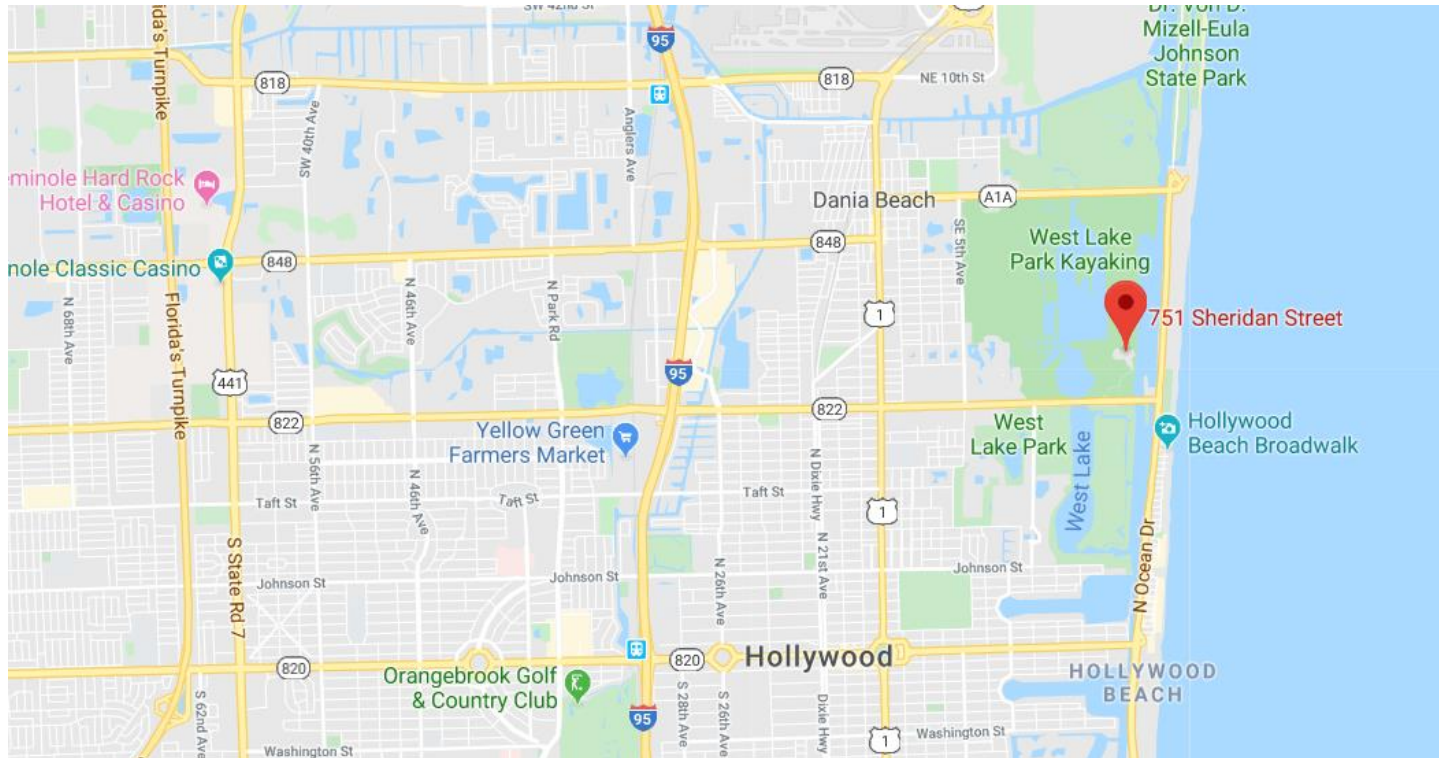 SW 42nd St
Dr. Von D.
Mizell-Eula
Johnson
State Park
95
818
818
NE 10th St
ida's Turnpike
SW 40th Ave
Anglers Ave
eminole Hard Rock
Hotel & Casino
Dania Beach
A1A
848
848
nole Classic Casino
SE 5th Ave
West Lake
Park Kayaking
N 68th Ave
Florida's Turnpike
N 46th Ave
N Park Rd
1
751 Sheridan Street
441
95
822
822
Yellow Green
Farmers Market
West
Lake Park
Hollywood
Beach Broadwalk
N 56th Ave
N 46th Ave
N Dixie Hwy
West Lake
Taft St
Taft St
Taft St
1
S State Rd 7
N 26th Ave
N 21st Ave
N Ocean Dr
Johnson St
Johnson St
Johnson St
820
820
Hollywood
Orangebrook Golf
& Country Club
HOLLYWOOD
BEACH
S 62nd Ave
S 28th Ave
S 26th Ave
Dixie Hwy
95
1
Washington St
Washington St